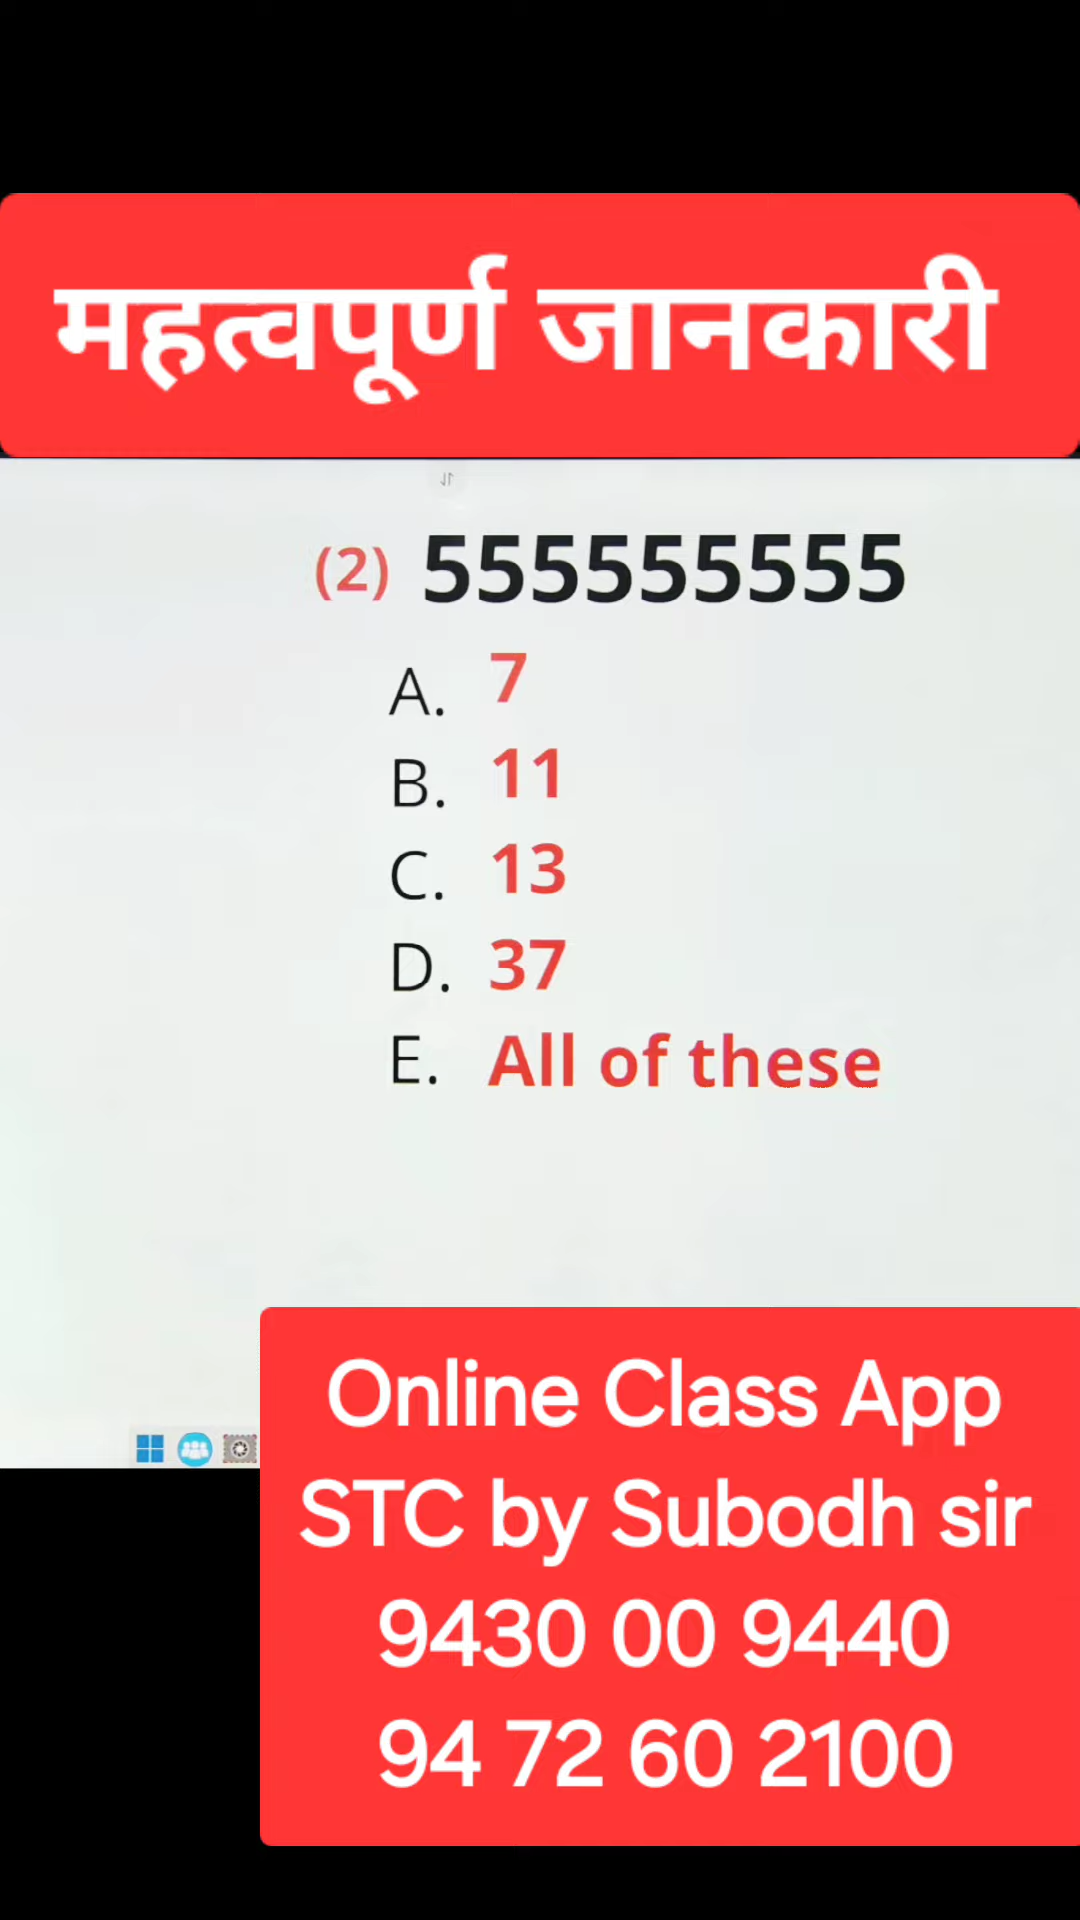 महत्वपूर्ण जानकारी
(2) 555555555
A. 7
B. 11
C. 13
D. 37
E. All of these
Online Class App
STC by Subodh sir
9430 00 9440
94 72 60 2100